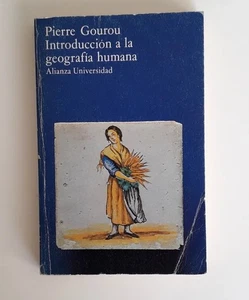 Pierre Gourou
Introducción a la
geografía humana
Alianza Universidad